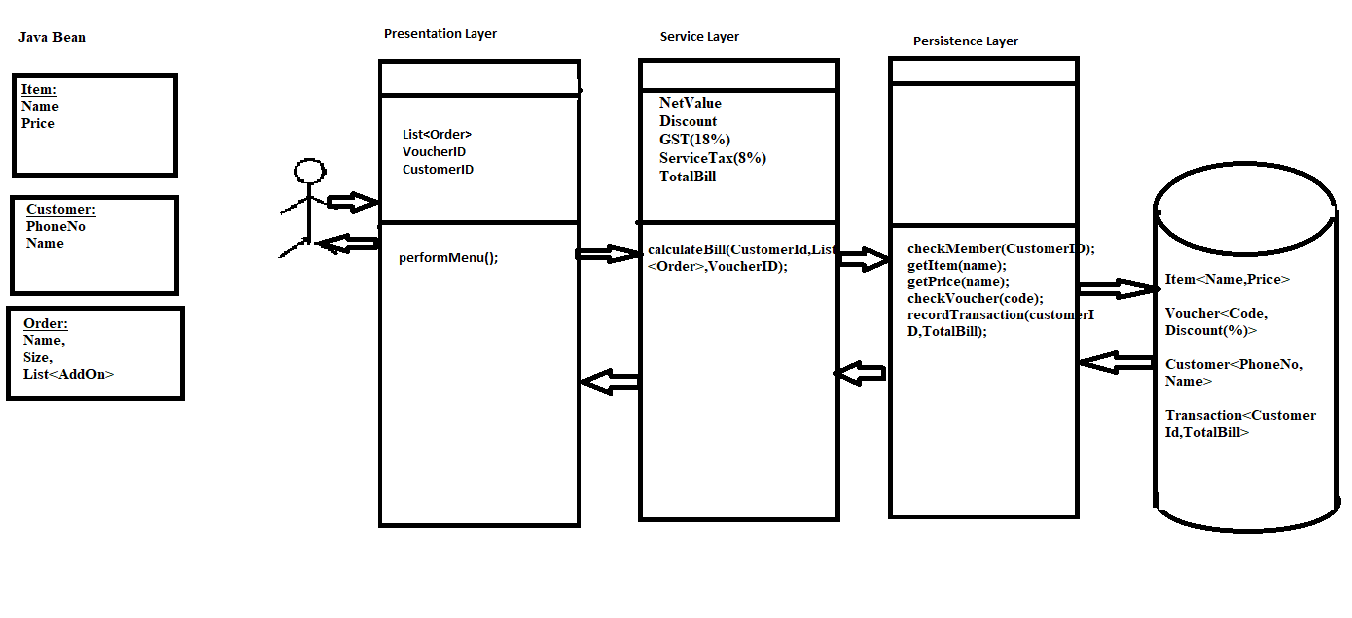 Java Bean
Item:
Name
Price
Customer:
PhoneNo
Name
Order:
Name,
Size,
List<AddOn>
Presentation Layer
List<Order>
VoucherID
CustomerID
performMenu();
Service Layer
NetValue
Discount
GST(18%)
ServiceTax(8%)
TotalBill
calculateBill(CustomerId,List
<Order>,VoucherID);
Persistence Layer
checkMember(CustomerID);
getItem(name);
getPrice(name);
checkVoucher(code);
recordTransaction(customerI
D,TotalBill);
Item<Name,Price>
Voucher<Code,
Discount(%)>
Customer<PhoneNo,
Name>
Transaction<Customer
Id,TotalBill>